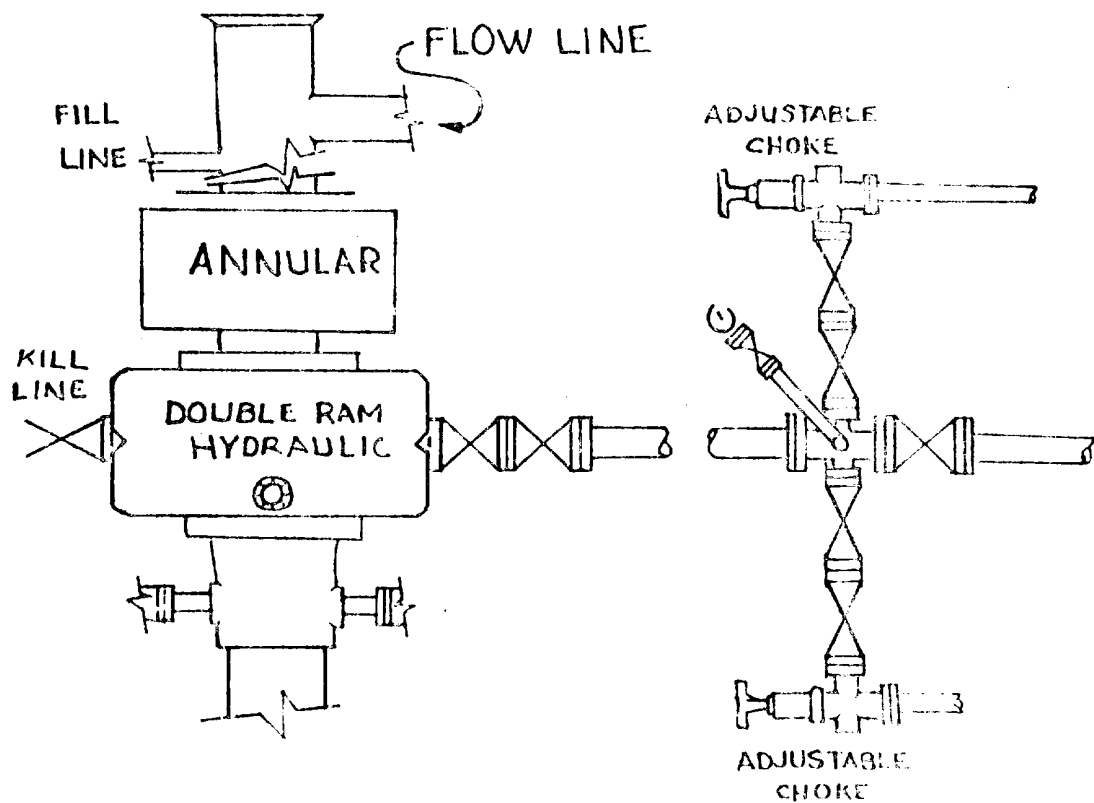 FLOW LINE
FILL
LINE
ADJUSTABLE
CHOKE
ANNULAR
KILL
LINE
DOUBLE RAM
HYDRAULIC
ADJUSTABLE
CHOKE